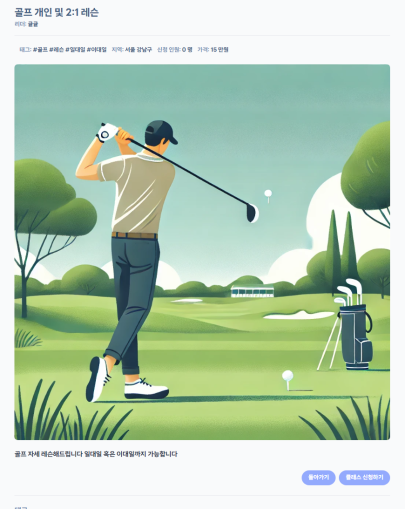 골프 개인 및 2:1 레슨
리더: 귤귤
태그: #골프 #레슨 #일대일 #이대일 지역: 서울 강남구 신청 인원: 0 명 가격: 15 만원
골프 자세 레슨해드립니다 일대일 혹은 이대일까지 가능합니다
돌아가기 클래스 신청하기